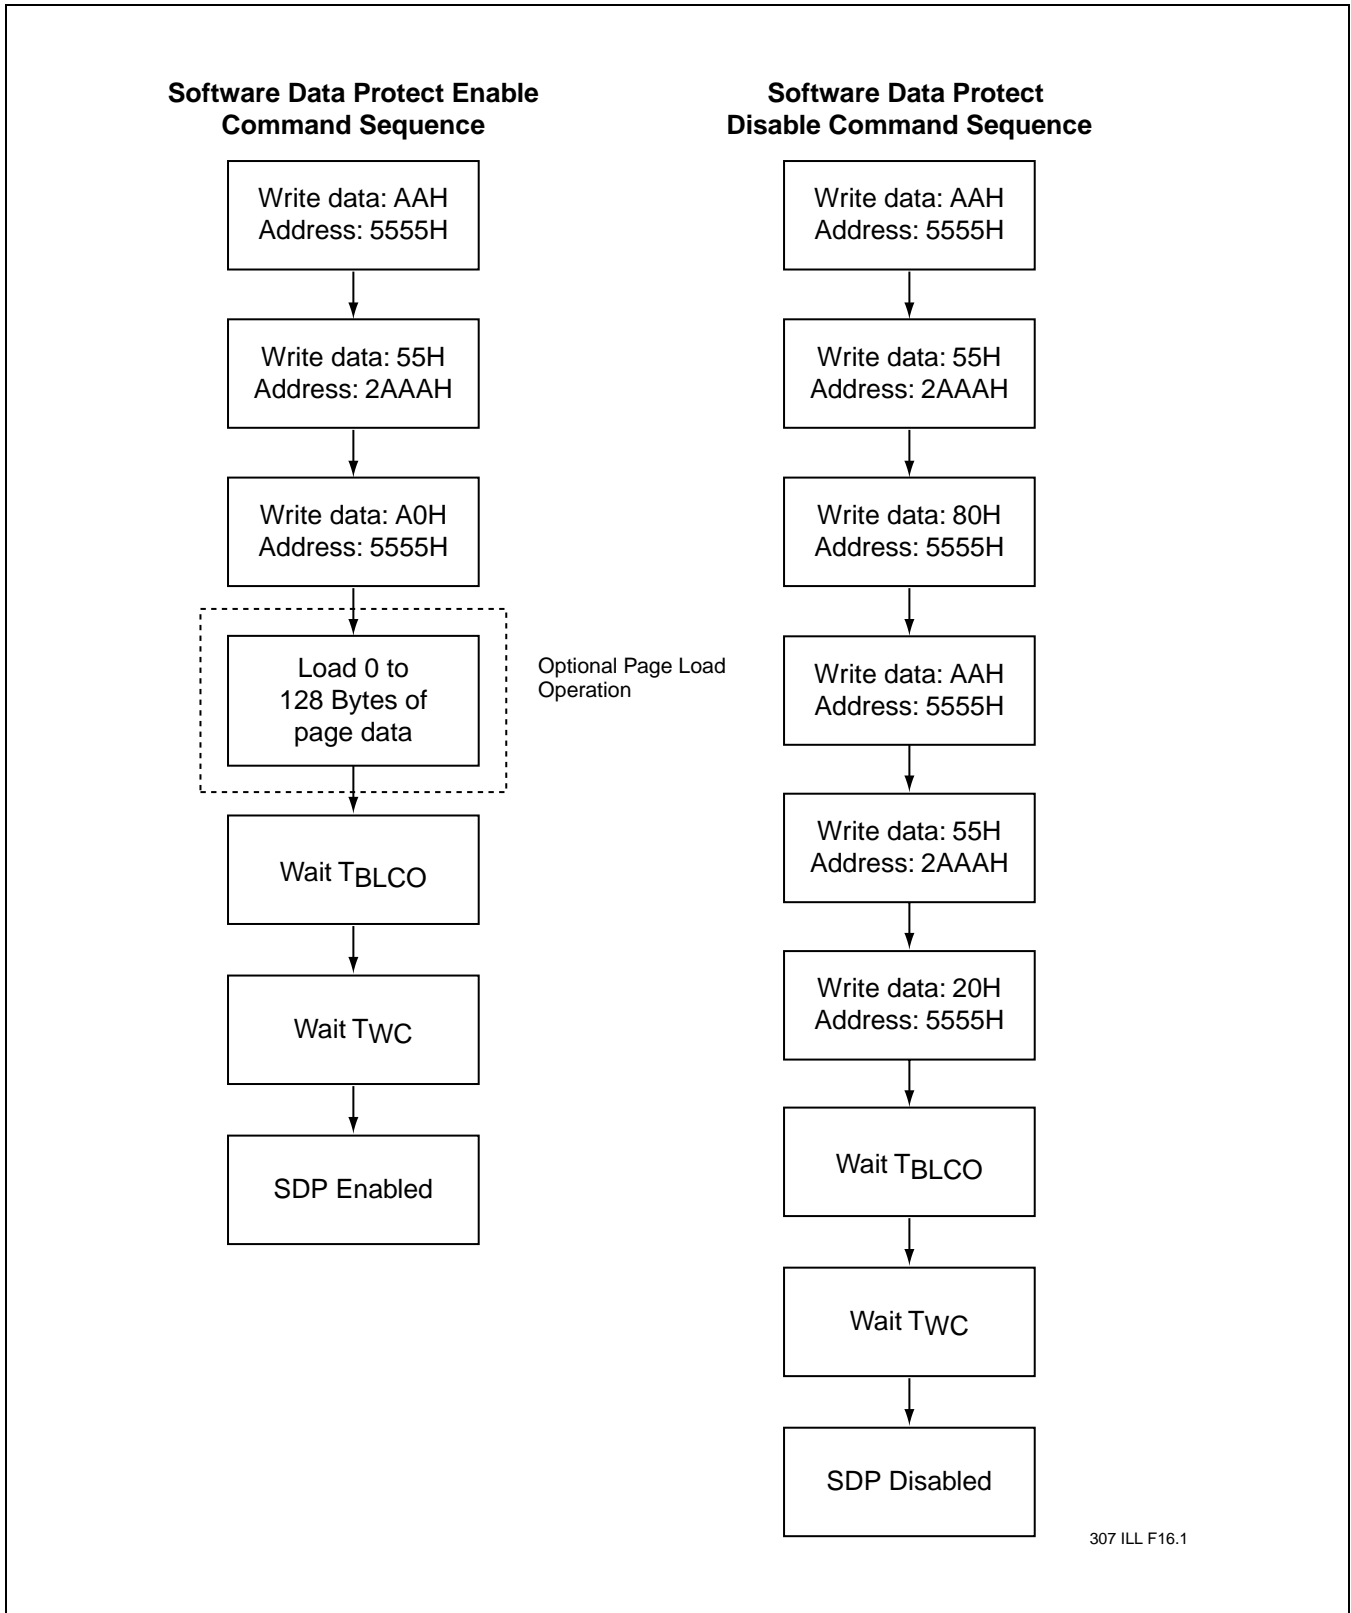 Software Data Protect Enable
Command Sequence
Write data: AAH
Address: 5555H
Write data: 55H
Address: 2AAAH
Write data: A0H
Address: 5555H
Load 0 to
128 Bytes of
page data
Optional Page Load
Operation
Wait TBLCO
Wait TWC
SDP Enabled
Software Data Protect
Disable Command Sequence
Write data: AAH
Address: 5555H
Write data: 55H
Address: 2AAAH
Write data: 80H
Address: 5555H
Write data: AAH
Address: 5555H
Write data: 55H
Address: 2AAAH
Write data: 20H
Address: 5555H
Wait TBLCO
Wait TWC
SDP Disabled
307 ILL F16.1